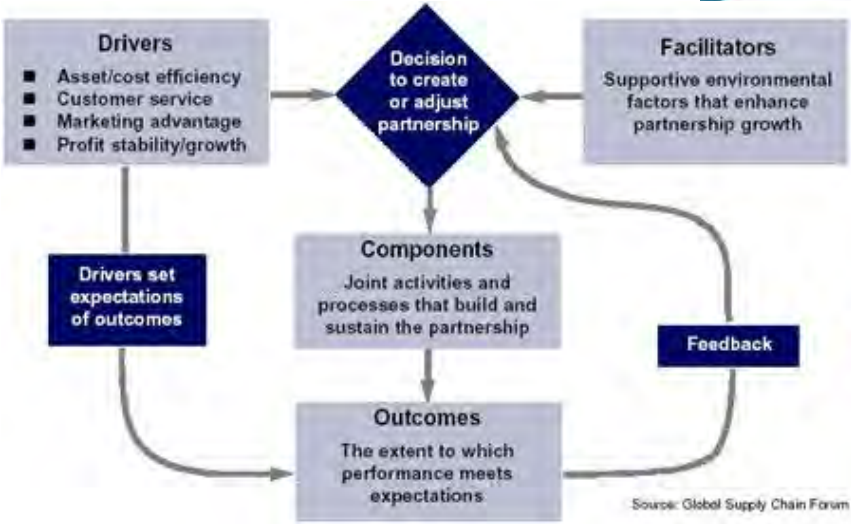 Drivers
■ Asset/cost efficiency
■ Customer service
■ Marketing advantage
■ Profit stability/growth
Decision
to create
or adjust
partnership
Facilitators
Supportive environmental
factors that enhance
partnership growth
Drivers set
expectations
of outcomes
Components
Joint activities and
processes that build and
sustain the partnership
Feedback
Outcomes
The extent to which
performance meets
expectations
Source: Global Supply Chain Forum